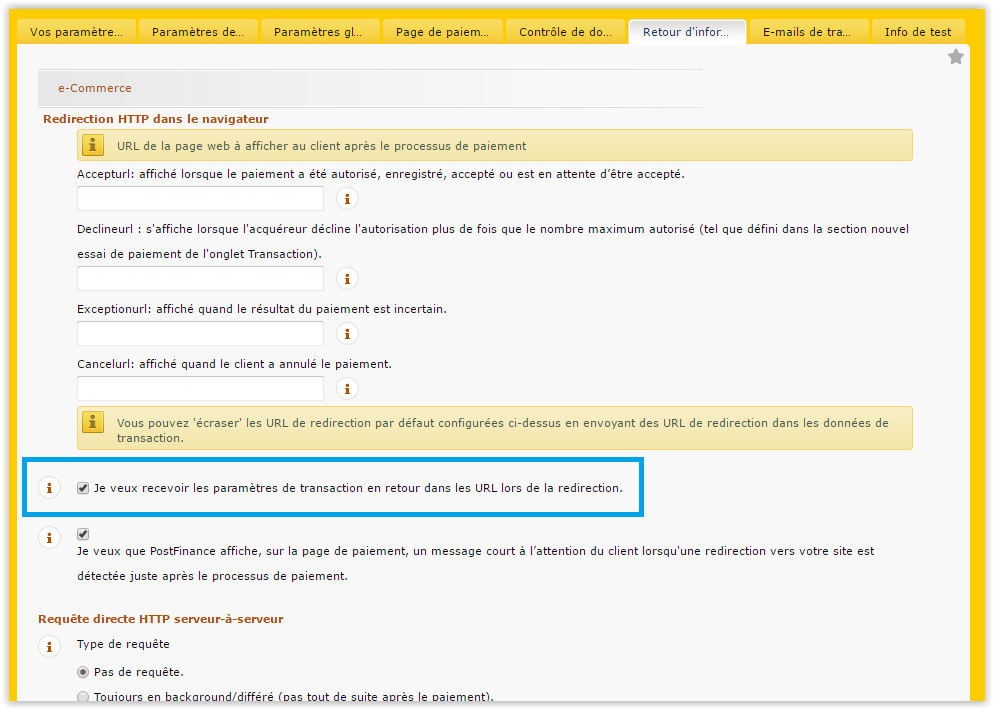 Vos paramètre...
Paramètres de...
Paramètres gl...
Page de paiem...
Contrôle de do...
Retour d'infor...
E-mails de tra...
Info de test
e-Commerce
Redirection HTTP dans le navigateur
URL de la page web à afficher au client après le processus de paiement
Accepturl: affiché lorsque le paiement a été autorisé, enregistré, accepté ou est en attente d’être accepté.
Declineurl : s'affiche lorsque l'acquéreur décline l'autorisation plus de fois que le nombre maximum autorisé (tel que défini dans la section nouvel
essai de paiement de l'onglet Transaction).
Exceptionurl: affiché quand le résultat du paiement est incertain.
Cancelurl: affiché quand le client a annulé le paiement.
Vous pouvez 'écraser' les URL de redirection par défaut configurées ci-dessus en envoyant des URL de redirection dans les données de
transaction.
Je veux recevoir les paramètres de transaction en retour dans les URL lors de la redirection.
Je veux que PostFinance affiche, sur la page de paiement, un message court à l’attention du client lorsqu'une redirection vers votre site est
détectée juste après le processus de paiement.
Requête directe HTTP serveur-à-serveur
Type de requête
Pas de requête.
Toujours en background/différé (pas tout de suite après le paiement).